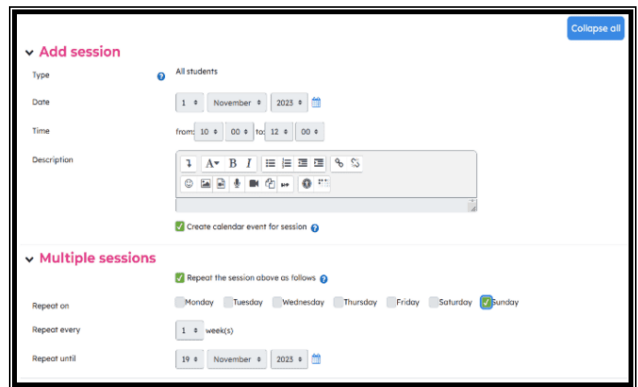 Collapse all
Add session
Type All students
Date 1 November 2023
Time from: 10 00 to: 12 00
Description
A B I
Create calendar event for session
Multiple sessions
Repeat the session above as follows
Repeat on Monday Tuesday Wednesday Thursday Friday Saturday Sunday
Repeat every 1 week(s)
Repeat until 19 November 2023